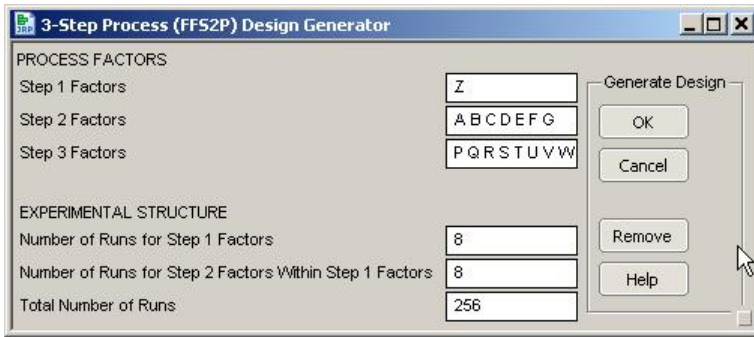 3-Step Process (FFS2P) Design Generator
PROCESS FACTORS
Step 1 Factors
Z
Step 2 Factors
A B C D E F G
Step 3 Factors
P Q R S T U V W
Generate Design
OK
Cancel
Remove
Help
EXPERIMENTAL STRUCTURE
Number of Runs for Step 1 Factors
8
Number of Runs for Step 2 Factors Within Step 1 Factors
8
Total Number of Runs
256